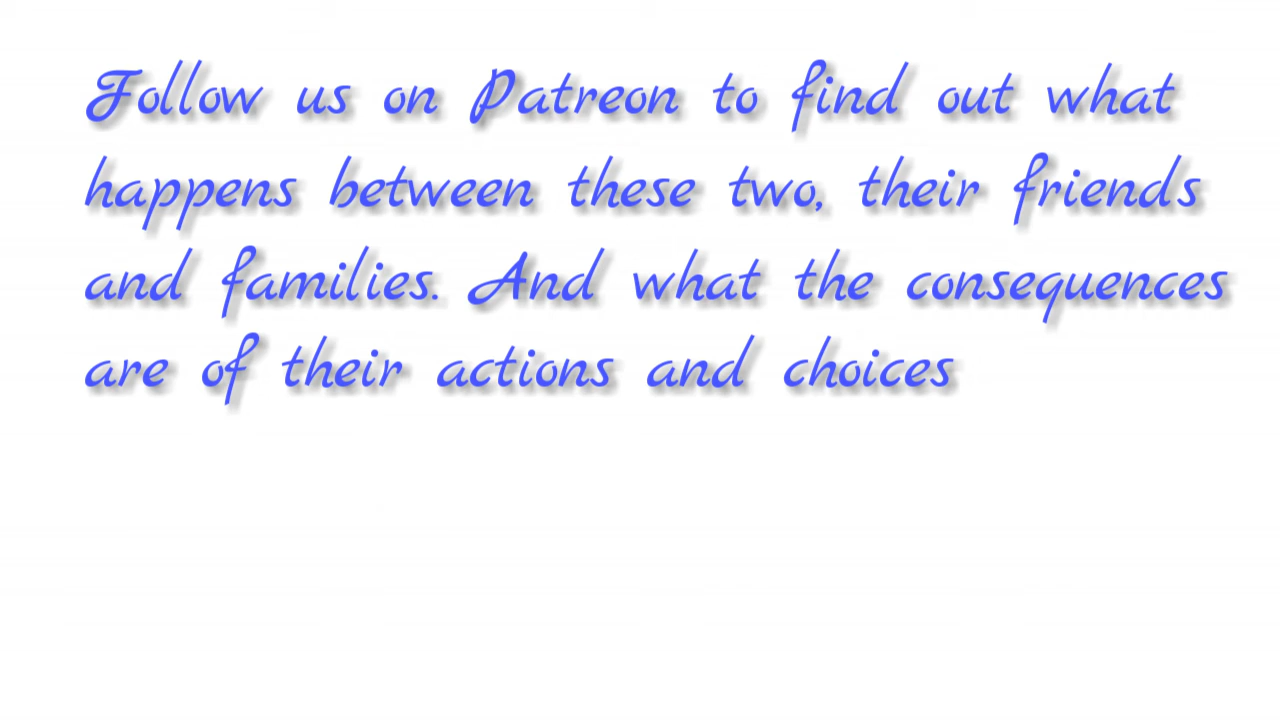 Follow us on Patreon to find out what
happens between these two, their friends
and families. And what the consequences
are of their actions and choices